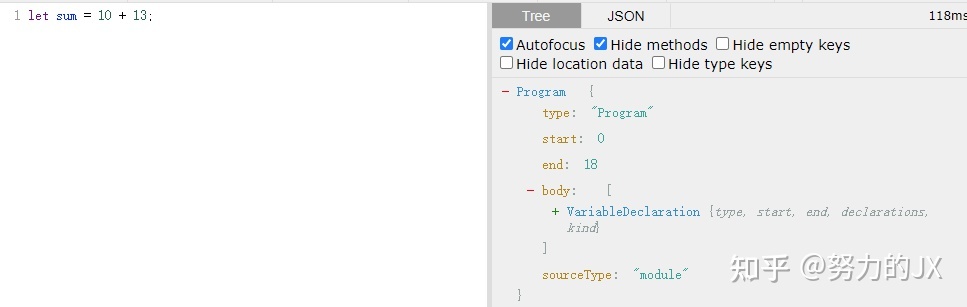 1 let sum = 10 + 13;
Tree JSON 118ms
Autofocus Hide methods Hide empty keys
Hide location data Hide type keys
− Program {
type: "Program"
start: 0
end: 18
− body: [
+ VariableDeclaration {type, start, end, declarations,
kind}
]
sourceType: "module"
}
知乎 @努力的JX